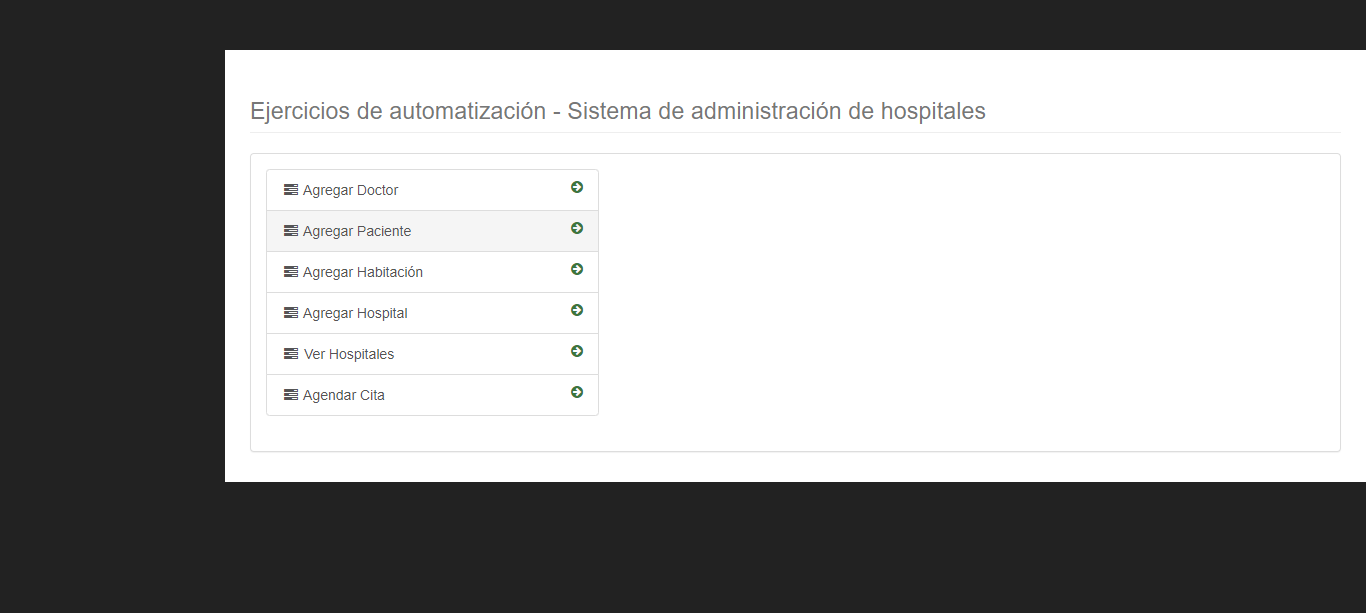 Ejercicios de automatización - Sistema de administración de hospitales
Agregar Doctor
Agregar Paciente
Agregar Habitación
Agregar Hospital
Ver Hospitales
Agendar Cita